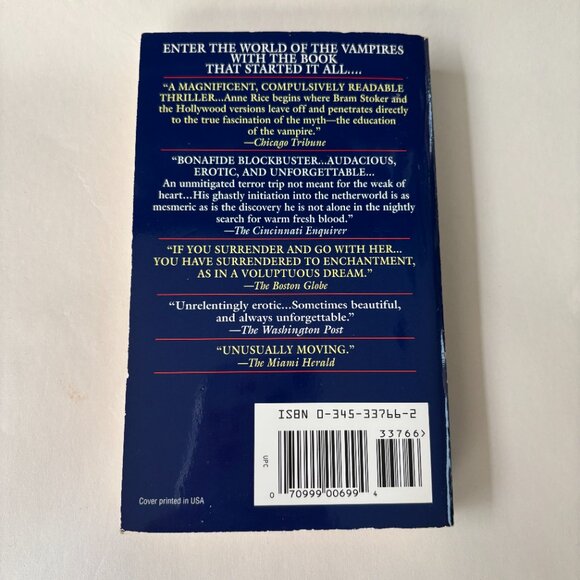 ENTER THE WORLD OF THE VAMPIRES
WITH THE BOOK
THAT STARTED IT ALL....
“A MAGNIFICENT, COMPULSIVELY READABLE
THRILLER...Anne Rice begins where Bram Stoker and
the Hollywood versions leave off and penetrates directly
to the true fascination of the myth—the education
of the vampire.”
—Chicago Tribune
“BONAFIDE BLOCKBUSTER...AUDACIOUS,
EROTIC, AND UNFORGETTABLE...
An unmitigated terror trip not meant for the weak of
heart...His ghastly initiation into the netherworld is as
mesmeric as is the discovery he is not alone in the nightly
search for warm fresh blood.”
—The Cincinnati Enquirer
“IF YOU SURRENDER AND GO WITH HER...
YOU HAVE SURRENDERED TO ENCHANTMENT,
AS IN A VOLUPTUOUS DREAM.”
—The Boston Globe
“Unrelentingly erotic...Sometimes beautiful,
and always unforgettable.”
—The Washington Post
“UNUSUALLY MOVING.”
—The Miami Herald
ISBN 0-345-33766-2
33766>
UPC
0 70999 00699 4
Cover printed in USA